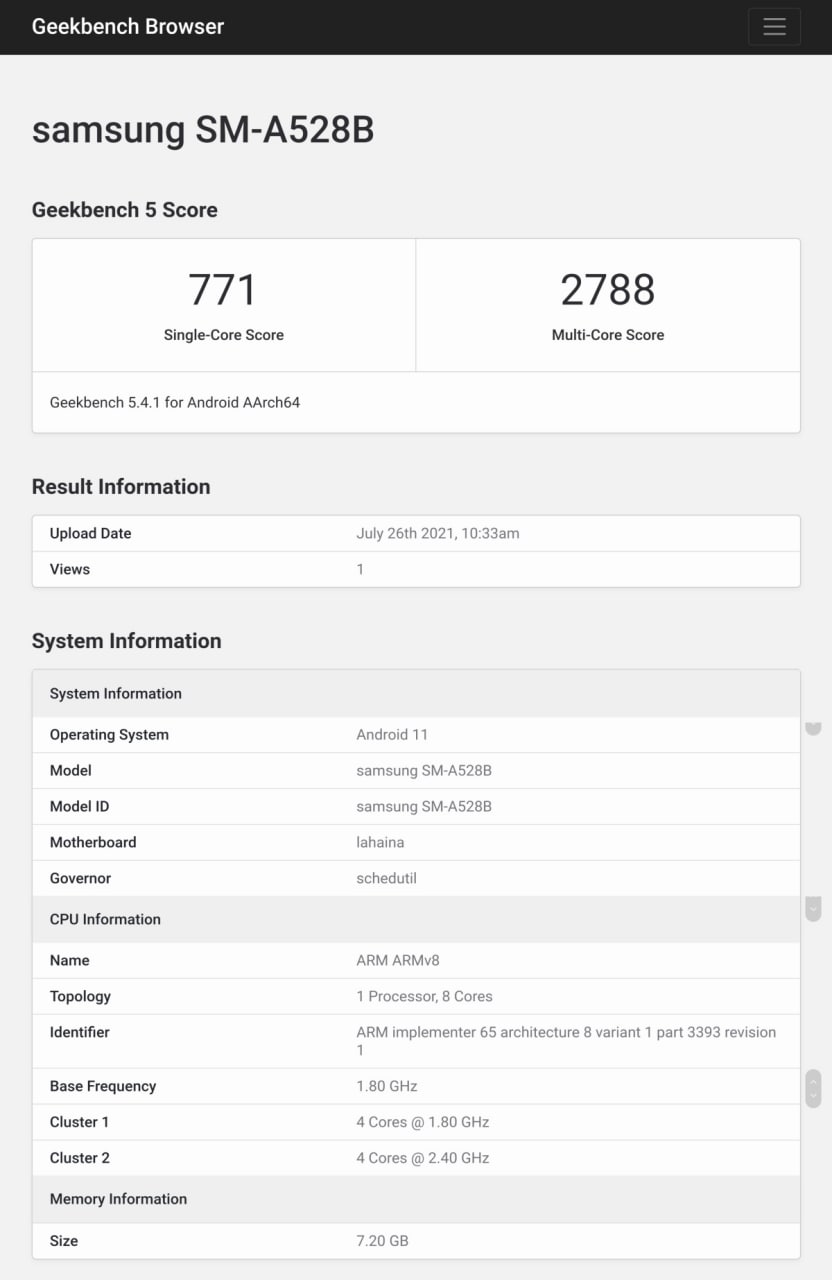 Geekbench Browser
samsung SM-A528B
Geekbench 5 Score
771 2788
Single-Core Score Multi-Core Score
Geekbench 5.4.1 for Android AArch64
Result Information
Upload Date July 26th 2021, 10:33am
Views 1
System Information
System Information
Operating System Android 11
Model samsung SM-A528B
Model ID samsung SM-A528B
Motherboard lahaina
Governor schedutil
CPU Information
Name ARM ARMv8
Topology 1 Processor, 8 Cores
Identifier ARM implementer 65 architecture 8 variant 1 part 3393 revision
1
Base Frequency 1.80 GHz
Cluster 1 4 Cores @ 1.80 GHz
Cluster 2 4 Cores @ 2.40 GHz
Memory Information
Size 7.20 GB